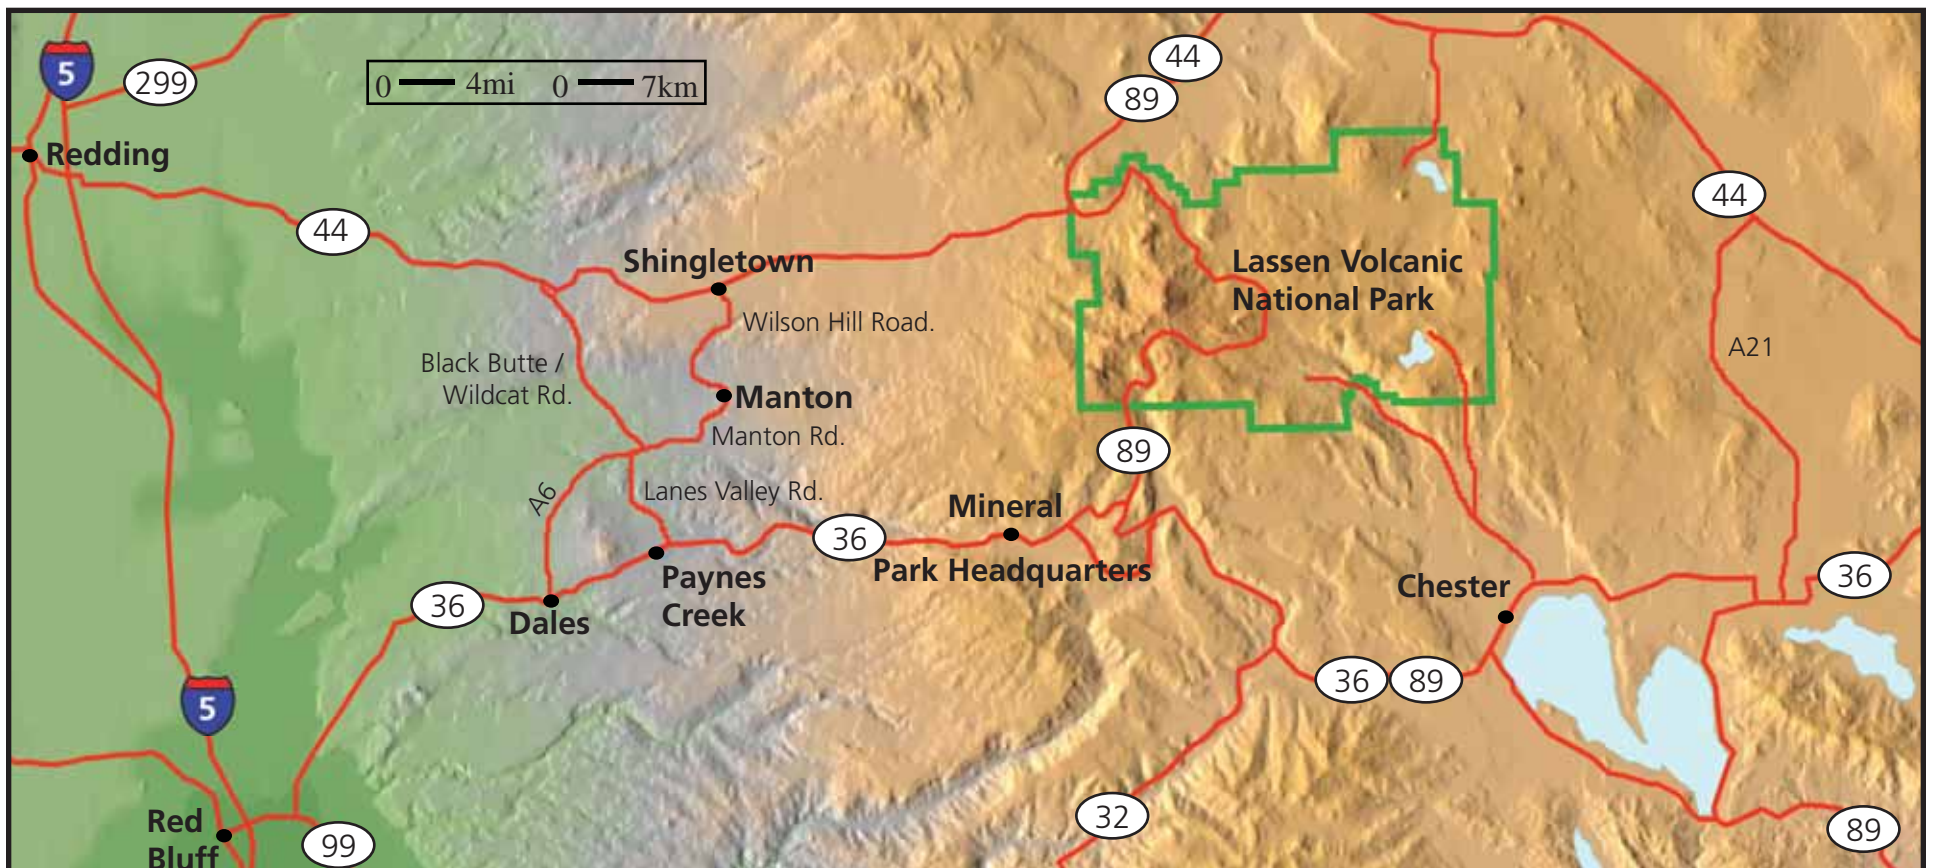 5
299
0 4mi 0 7km
44
89
Redding
44
44
Shingletown
Lassen Volcanic
National Park
Wilson Hill Road.
A21
Black Butte /
Wildcat Rd.
Manton
Manton Rd.
89
A6
Lanes Valley Rd.
Mineral
36
Park Headquarters
Paynes
Creek
36
Dales
Chester
36
36
89
5
32
Red
Bluff
99
89